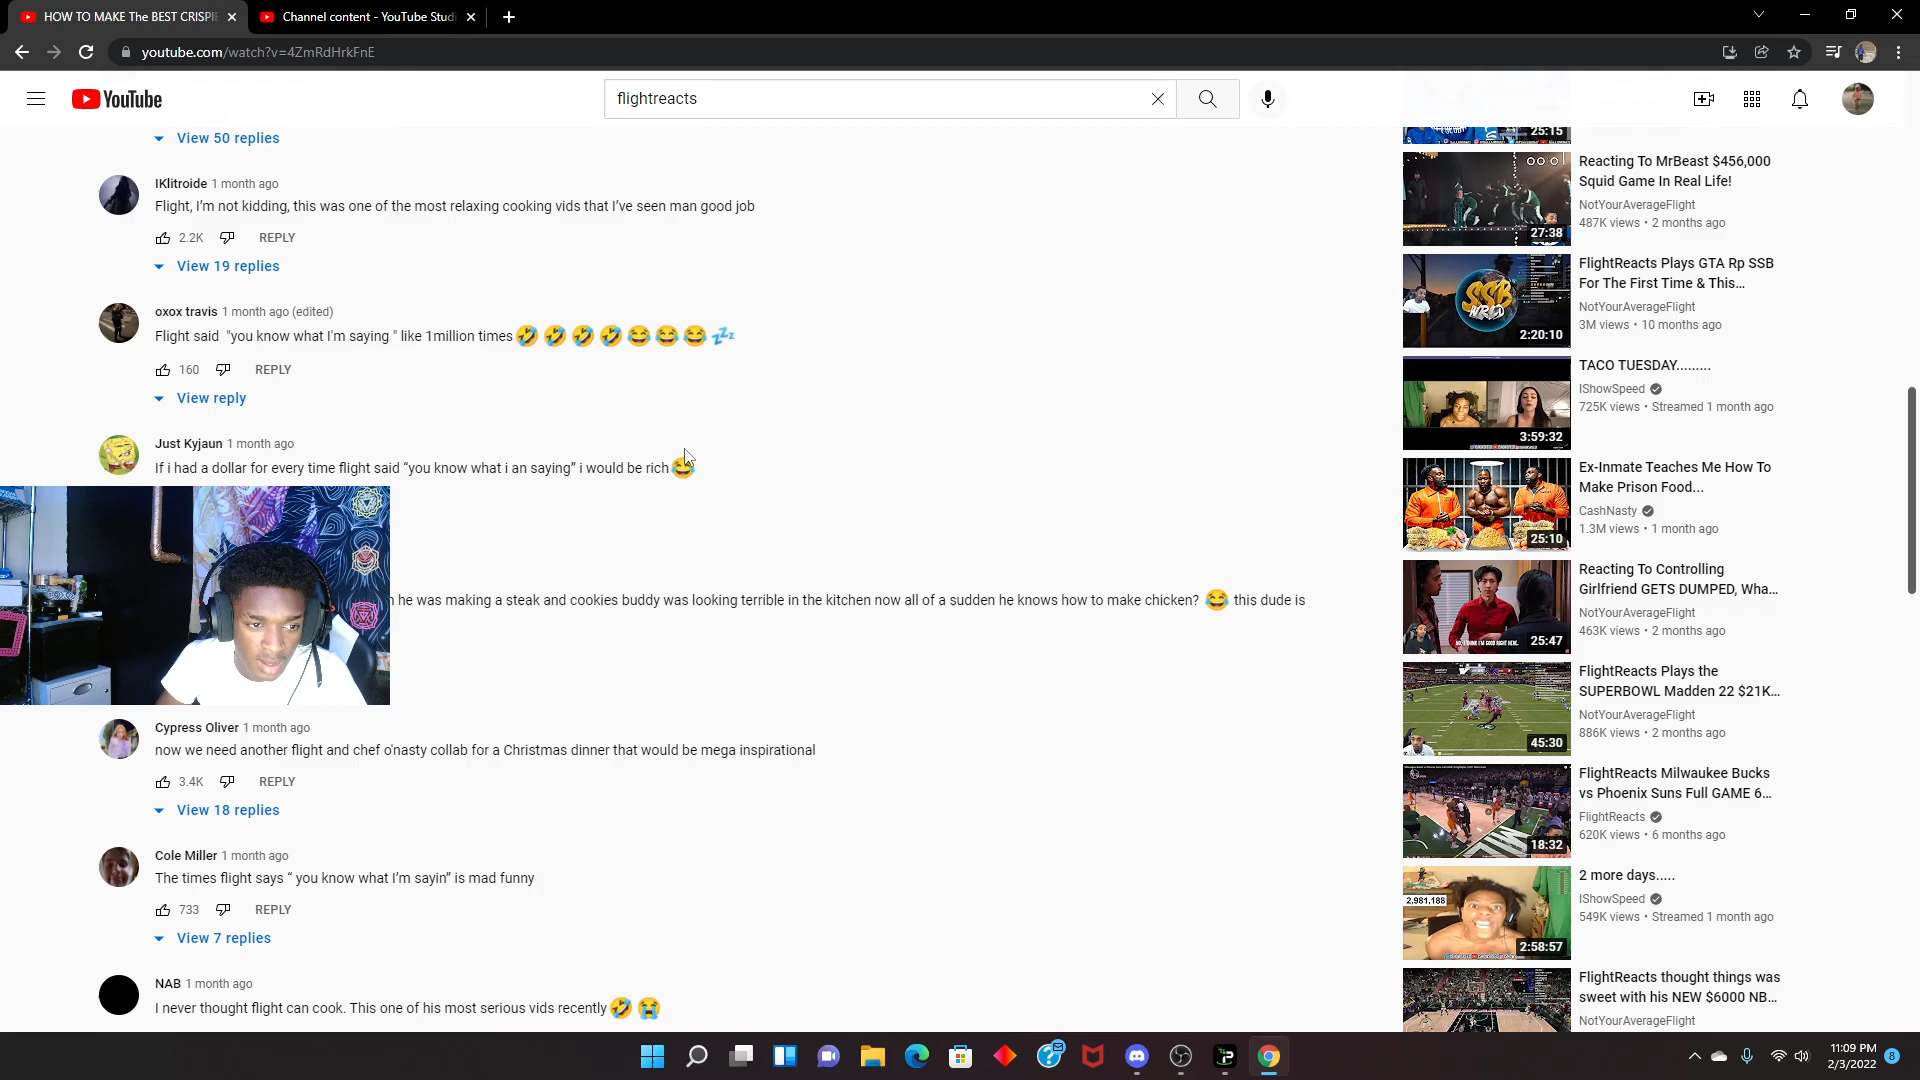 HOW TO MAKE The BEST CRISPIE
Channel content - YouTube Studi
youtube.com/watch?v=4ZmRdHrkFnE
YouTube
flightreacts
View 50 replies
IKlitroide 1 month ago
Flight, I'm not kidding, this was one of the most relaxing cooking vids that I've seen man good job
2.2K REPLY
View 19 replies
oxox travis 1 month ago (edited)
Flight said "you know what I'm saying " like 1million times 🤣🤣🤣🤣😂😂😂💤
160 REPLY
View reply
Just Kyjaun 1 month ago
If i had a dollar for every time flight said “you know what i an saying” i would be rich 😂
he was making a steak and cookies buddy was looking terrible in the kitchen now all of a sudden he knows how to make chicken? 😂 this dude is
Cypress Oliver 1 month ago
now we need another flight and chef o'nasty collab for a Christmas dinner that would be mega inspirational
3.4K REPLY
View 18 replies
Cole Miller 1 month ago
The times flight says “ you know what I'm sayin” is mad funny
733 REPLY
View 7 replies
NAB 1 month ago
I never thought flight can cook. This one of his most serious vids recently 🤣😭
25:15
Reacting To MrBeast $456,000
Squid Game In Real Life!
NotYourAverageFlight
487K views • 2 months ago
27:38
FlightReacts Plays GTA Rp SSB
For The First Time & This...
NotYourAverageFlight
3M views • 10 months ago
SSB
WRLD
2:20:10
TACO TUESDAY.........
IShowSpeed
725K views • Streamed 1 month ago
3:59:32
Ex-Inmate Teaches Me How To
Make Prison Food...
CashNasty
1.3M views • 1 month ago
25:10
Reacting To Controlling
Girlfriend GETS DUMPED, Wha...
NotYourAverageFlight
463K views • 2 months ago
25:47
FlightReacts Plays the
SUPERBOWL Madden 22 $21K...
NotYourAverageFlight
886K views • 2 months ago
45:30
FlightReacts Milwaukee Bucks
vs Phoenix Suns Full GAME 6...
FlightReacts
620K views • 6 months ago
18:32
2 more days.....
IShowSpeed
549K views • Streamed 1 month ago
2,981,188
2:58:57
FlightReacts thought things was
sweet with his NEW $6000 NB...
NotYourAverageFlight
11:09 PM
2/3/2022
8